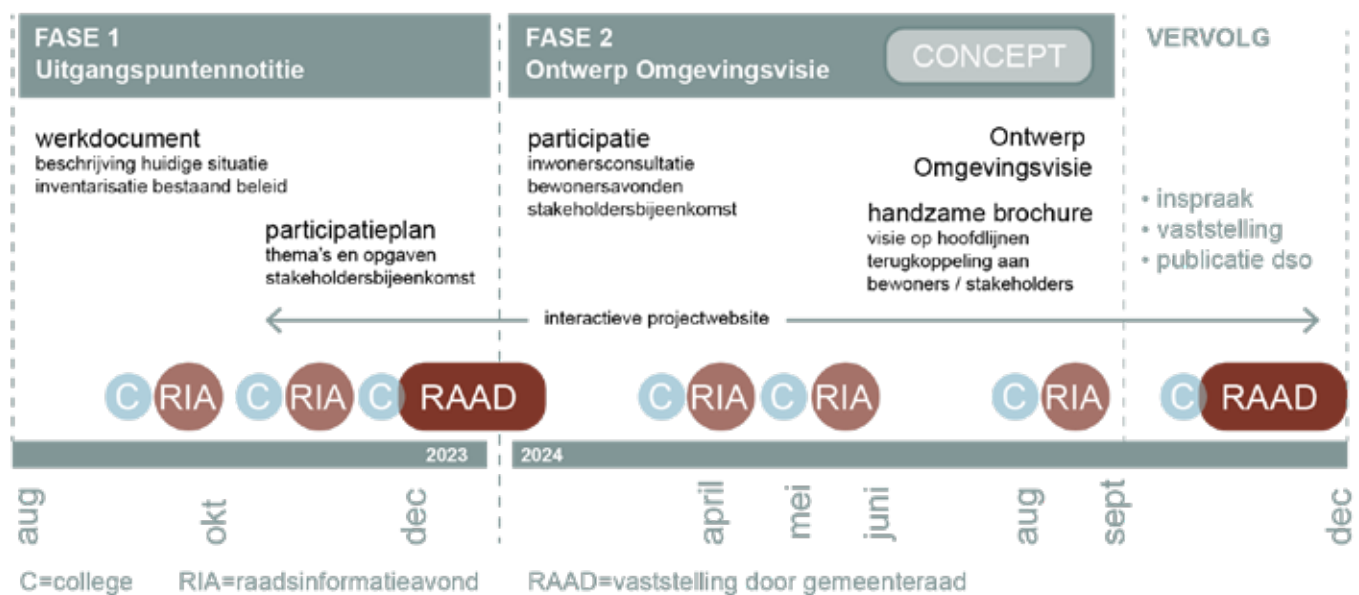 FASE 1
Uitgangspuntennotitie
FASE 2
Ontwerp Omgevingsvisie
CONCEPT
VERVOLG
werkdocument
beschrijving huidige situatie
inventarisatie bestaand beleid
participatieplan
thema's en opgaven
stakeholdersbijeenkomst
participatie
inwonersconsultatie
bewonersavonden
stakeholdersbijeenkomst
Ontwerp
Omgevingsvisie
handzame brochure
visie op hoofdlijnen
terugkoppeling aan
bewoners / stakeholders
• inspraak
• vaststelling
• publicatie dso
interactieve projectwebsite
C RIA C RIA C RAAD C RIA C RIA C RIA C RAAD
2023 2024
aug okt dec april mei juni aug sept dec
C=college RIA=raadsinformatieavond RAAD=vaststelling door gemeenteraad